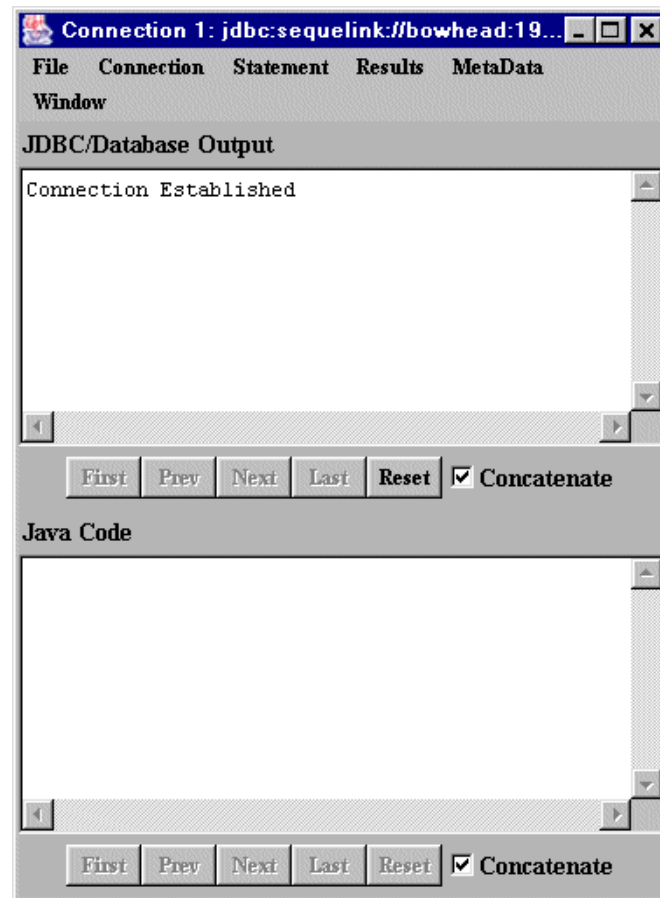 Connection 1: jdbc:sequelink://bowhead:19...
File Connection Statement Results MetaData
Window
JDBC/Database Output
Connection Established
First Prev Next Last Reset Concatenate
Java Code
First Prev Next Last Reset Concatenate